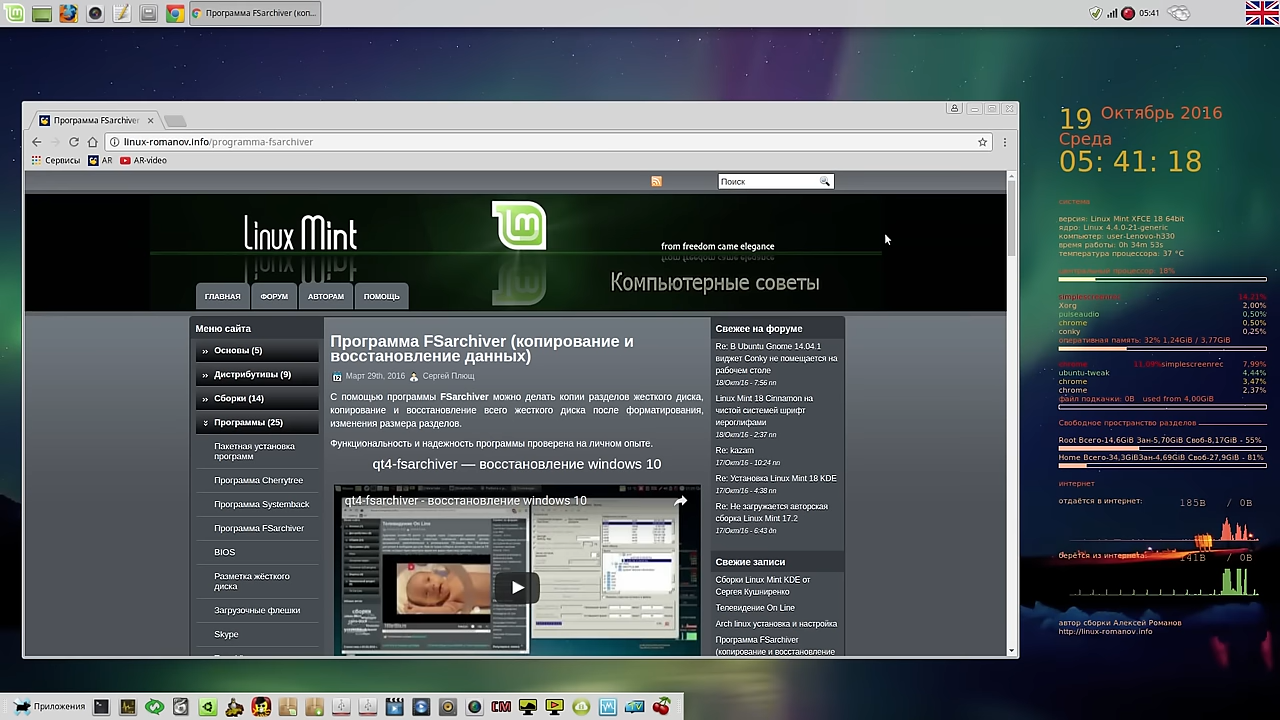 Программа FSarchiver (коп...
05:41
Программа FSarchiver
linux-romanov.info/programma-fsarchiver
Сервисы
AR
AR-video
Поиск
Linux Mint
from freedom came elegance
Компьютерные советы
ГЛАВНАЯ
ФОРУМ
АВТОРАМ
ПОМОЩЬ
Меню сайта
» Основы (5)
» Дистрибутивы (9)
» Сборки (14)
Программы (25)
Пакетная установка
программ
Программа Cherrytree
Программа Systemback
Программа FSarchiver
BIOS
Разметка жёсткого
диска
Загрузочные флешки
Skype
Программа FSarchiver (копирование и
восстановление данных)
Март 29th, 2016
Сергей Плющ
С помощью программы FSarchiver можно делать копии разделов жесткого диска,
копирование и восстановление всего жесткого диска после форматирования,
изменения размера разделов.
Функциональность и надежность программы проверена на личном опыте.
qt4-fsarchiver — восстановление windows 10
qt4-fsarchiver - восстановление windows 10
Свежее на форуме
Re: В Ubuntu Gnome 14.04.1
виджет Conky не помещается на
рабочем столе
18/Окт/16 - 7:56 пп
Linux Mint 18 Cinnamon на
чистой системей шрифт
иероглифами
18/Окт/16 - 2:37 пп
Re: kazam
17/Окт/16 - 10:24 пп
Re: Установка Linux Mint 18 KDE
17/Окт/16 - 4:38 пп
Re: Не загружается авторская
сборка Linux Mint 17.2
17/Окт/16 - 6:43 дп
Свежие записи
Сборки Linux Mint KDE от
Сергея Кушниренко
Телевидение On Line
Arch linux установка и настройка
Программа FSarchiver
(копирование и восстановление
19 Октябрь 2016
Среда
05: 41: 18
система
версия: Linux Mint XFCE 18 64bit
ядро: Linux 4.4.0-21-generic
компьютер: user-Lenovo-h330
время работы: 0h 34m 53s
температура процессора: 37 °C
центральный процессор: 18%
simplescreenrec 14,21%
Xorg 2,00%
pulseaudio 0,50%
chrome 0,50%
conky 0,25%
оперативная память: 32% 1,24GiB / 3,77GiB
chrome 11,09%simplescreenrec 7,99%
ubuntu-tweak 4,44%
chrome 3,47%
chrome 2,37%
файл подкачки: 0B used from 4,00GiB
Свободное пространство разделов
Root Всего-14,6GiB Зан-5,70GiB Своб-8,17GiB - 55%
Home Всего-34,3GiBЗан-4,69GiB Своб-27,9GiB - 81%
интернет
отдаётся в интернет: 185B / 0B
берётся из интернета: 141B / 0B
автор сборки Алексей Романов
http://linux-romanov.info
Приложения
CM